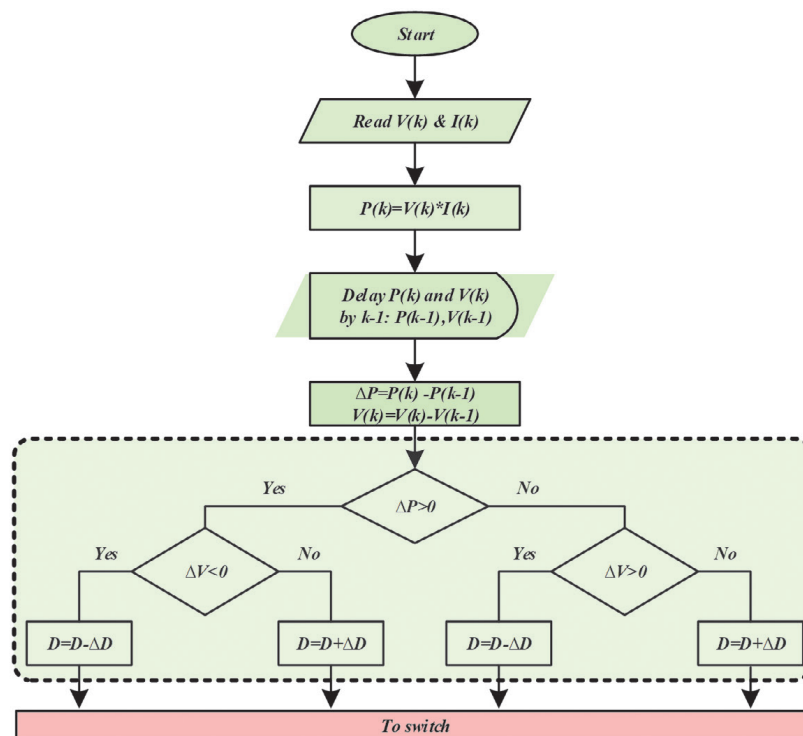 Start
Read V(k) & I(k)
P(k)=V(k)*I(k)
Delay P(k) and V(k)
by k-1: P(k-1),V(k-1)
ΔP=P(k) -P(k-1)
V(k)=V(k)-V(k-1)
Yes
ΔP>0
No
Yes
ΔV<0
No
Yes
ΔV>0
No
D=D-ΔD
D=D+ΔD
D=D-ΔD
D=D+ΔD
To switch